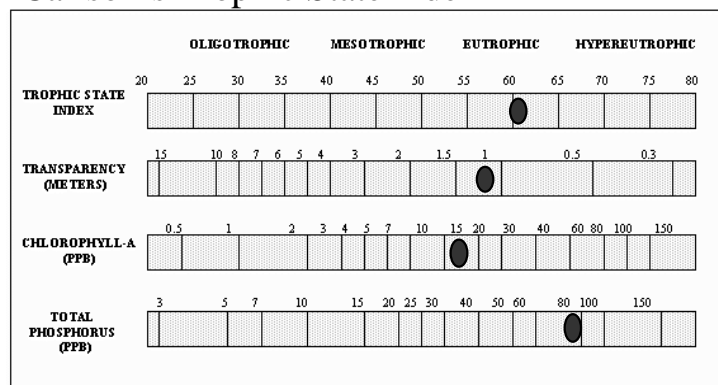 OLIGOTROPHIC MESOTROPHIC EUTROPHIC HYPEREUTROPHIC
20 25 30 35 40 45 50 55 60 65 70 75 80
TROPHIC STATE
INDEX
15 10 8 7 6 5 4 3 2 1.5 1 0.5 0.3
TRANSPARENCY
(METERS)
0.5 1 2 3 4 5 7 10 15 20 30 40 60 80 100 150
CHLOROPHYLL-A
(PPB)
3 5 7 10 15 20 25 30 40 50 60 80 100 150
TOTAL
PHOSPHORUS
(PPB)